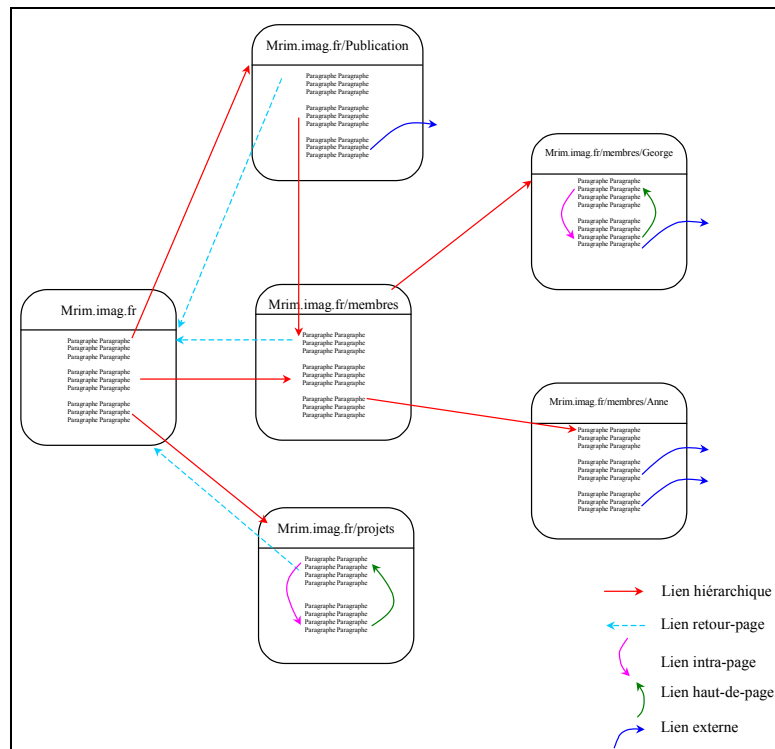 Mrim.imag.fr/Publication
Paragraphe Paragraphe
Paragraphe Paragraphe
Paragraphe Paragraphe
Paragraphe Paragraphe
Paragraphe Paragraphe
Paragraphe Paragraphe
Paragraphe Paragraphe
Paragraphe Paragraphe
Paragraphe Paragraphe
Mrim.imag.fr/membres/George
Paragraphe Paragraphe
Paragraphe Paragraphe
Paragraphe Paragraphe
Paragraphe Paragraphe
Paragraphe Paragraphe
Paragraphe Paragraphe
Paragraphe Paragraphe
Paragraphe Paragraphe
Mrim.imag.fr
Paragraphe Paragraphe
Paragraphe Paragraphe
Paragraphe Paragraphe
Paragraphe Paragraphe
Paragraphe Paragraphe
Paragraphe Paragraphe
Paragraphe Paragraphe
Paragraphe Paragraphe
Paragraphe Paragraphe
Mrim.imag.fr/membres
Paragraphe Paragraphe
Paragraphe Paragraphe
Paragraphe Paragraphe
Paragraphe Paragraphe
Paragraphe Paragraphe
Paragraphe Paragraphe
Paragraphe Paragraphe
Paragraphe Paragraphe
Paragraphe Paragraphe
Mrim.imag.fr/membres/Anne
Paragraphe Paragraphe
Paragraphe Paragraphe
Paragraphe Paragraphe
Paragraphe Paragraphe
Paragraphe Paragraphe
Paragraphe Paragraphe
Paragraphe Paragraphe
Paragraphe Paragraphe
Paragraphe Paragraphe
Mrim.imag.fr/projets
Paragraphe Paragraphe
Paragraphe Paragraphe
Paragraphe Paragraphe
Paragraphe Paragraphe
Paragraphe Paragraphe
Paragraphe Paragraphe
Paragraphe Paragraphe
Paragraphe Paragraphe
Lien hiérarchique
Lien retour-page
Lien intra-page
Lien haut-de-page
Lien externe